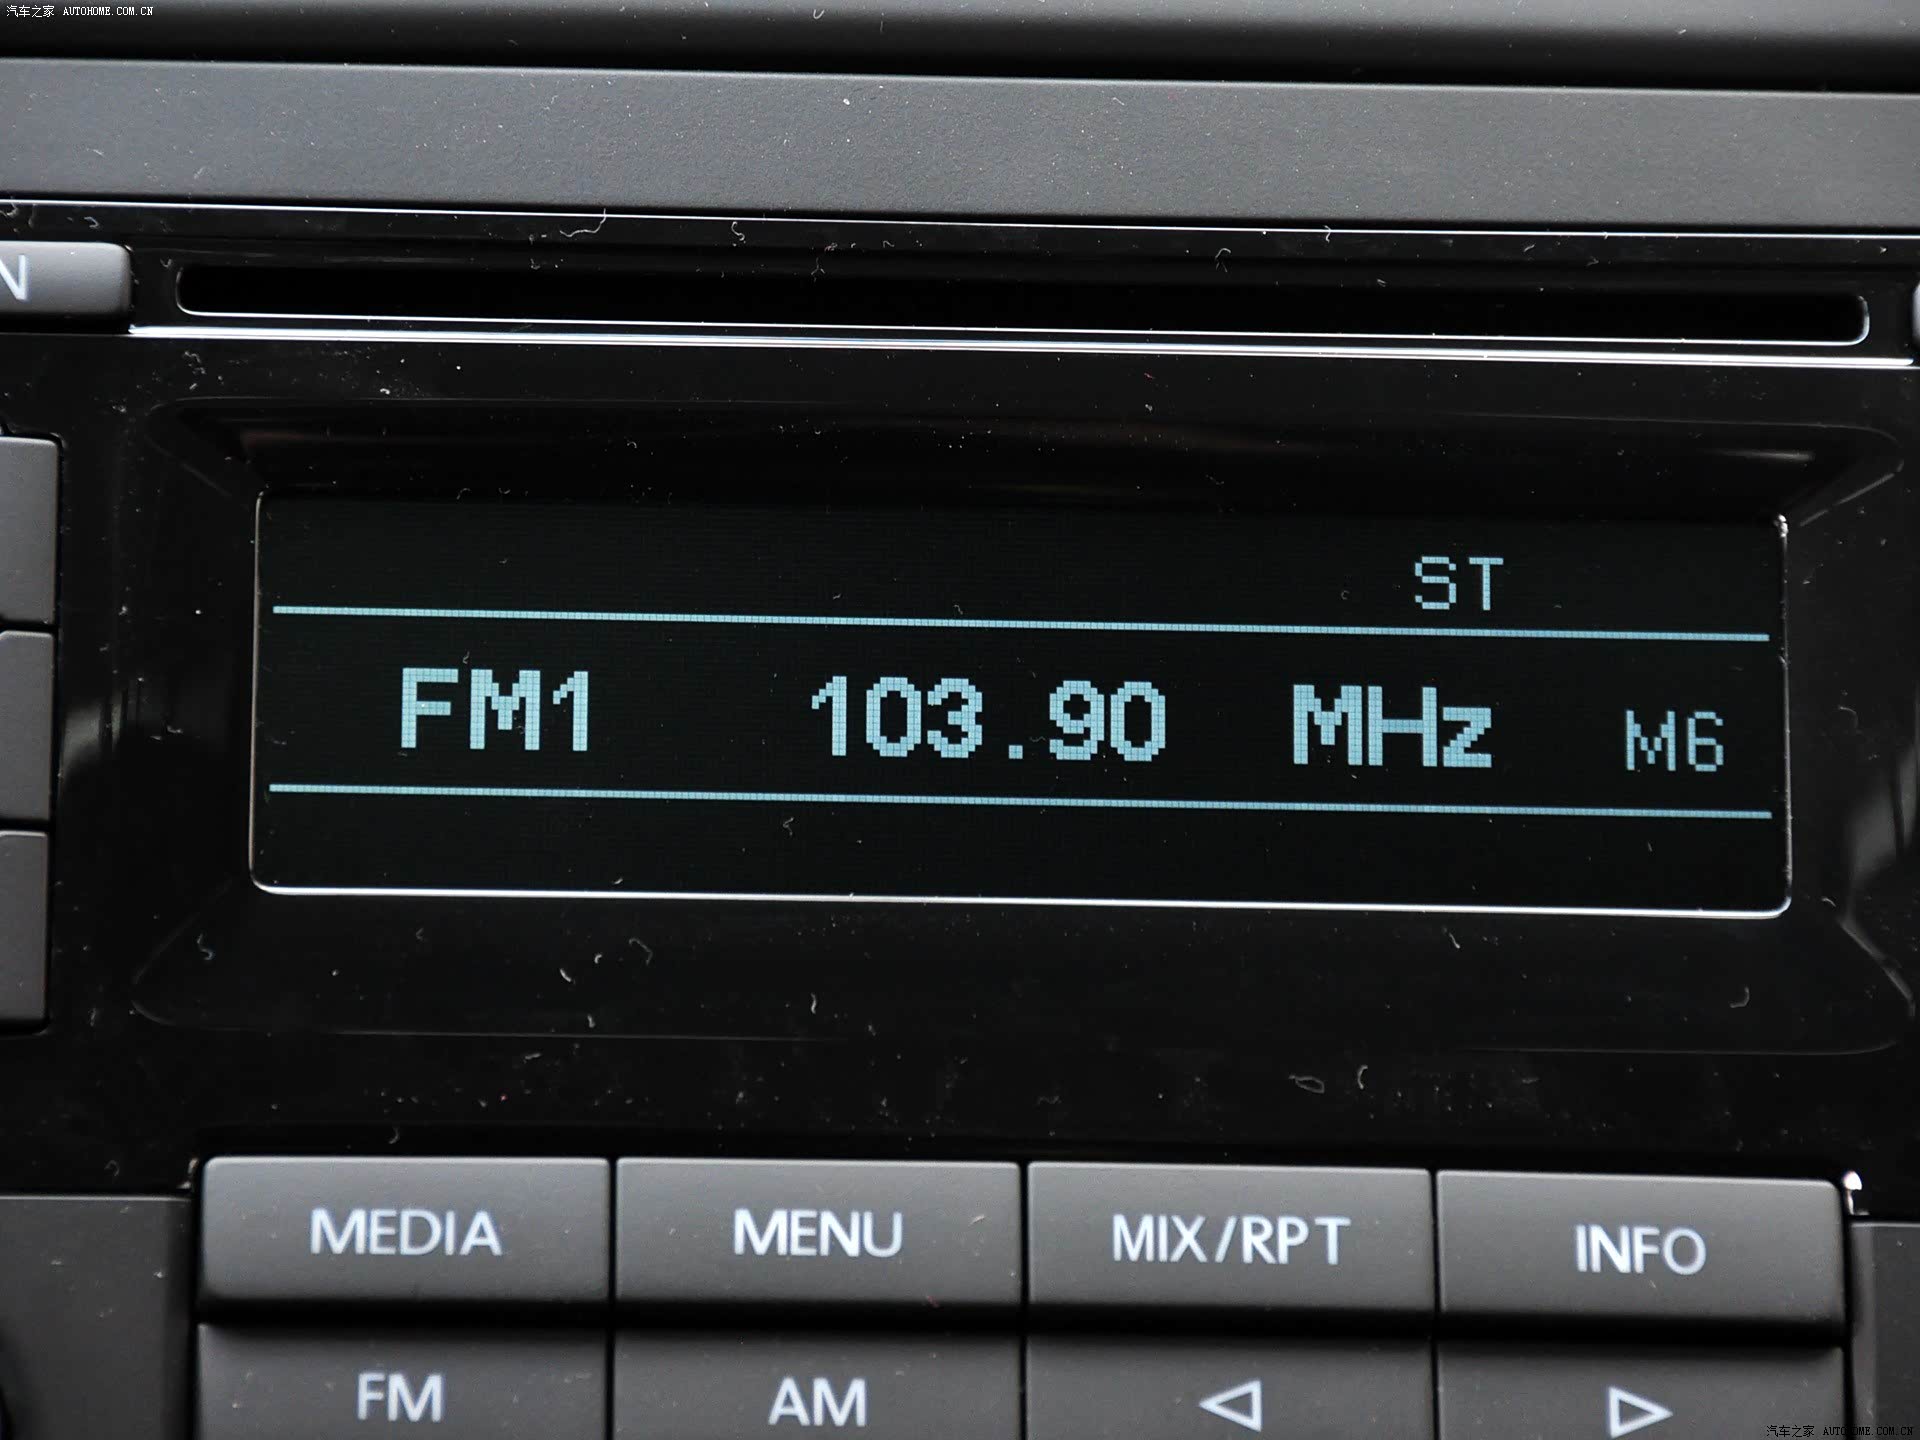 汽车之家 AUTOHOME.COM.CN
N
ST
FM1 103.90 MHz M6
MEDIA MENU MIX/RPT INFO
FM AM
汽车之家 AUTOHOME.COM.CN